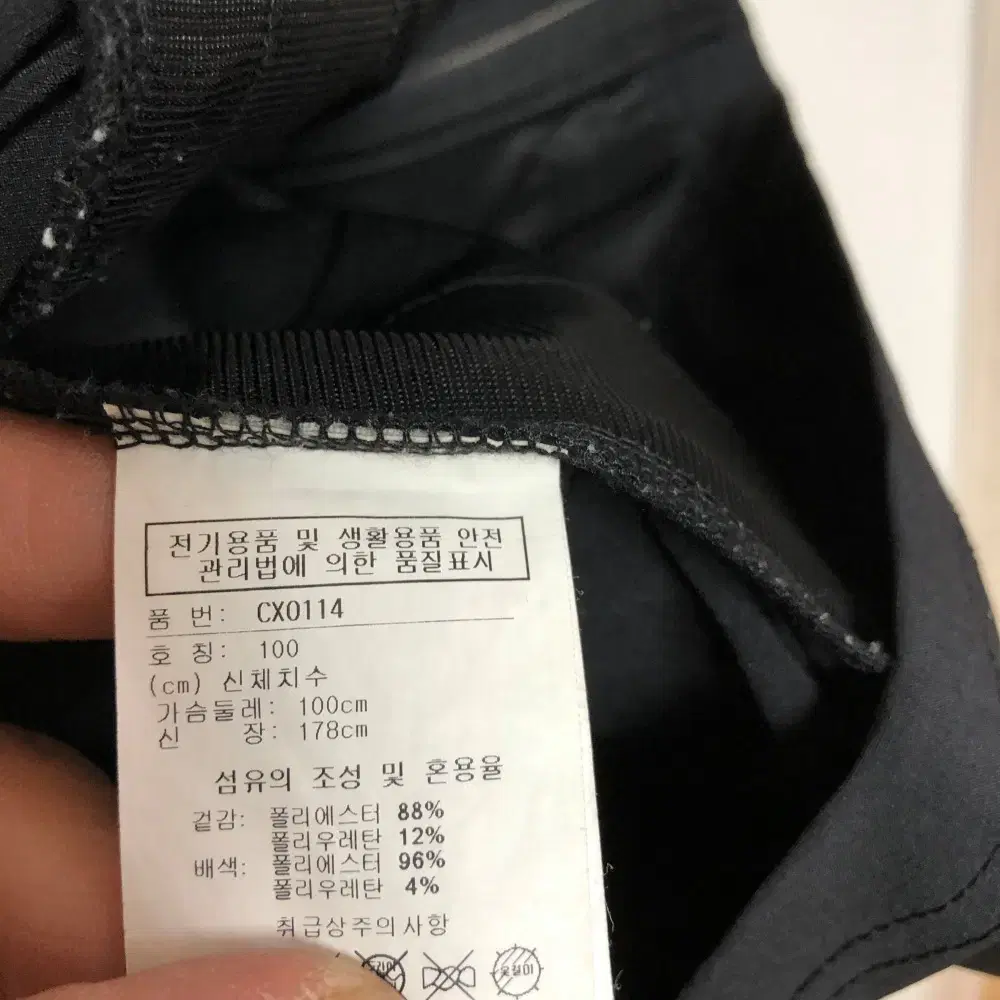 전기용품 및 생활용품 안전
관리법에 의한 품질표시
품 번: CX0114
호 칭: 100
(cm) 신체치수
가슴둘레: 100cm
신 장: 178cm
섬유의 조성 및 혼용율
겉감: 폴리에스터 88%
폴리우레탄 12%
배색: 폴리에스터 96%
폴리우레탄 4%
취급상주의사항
옷걸이